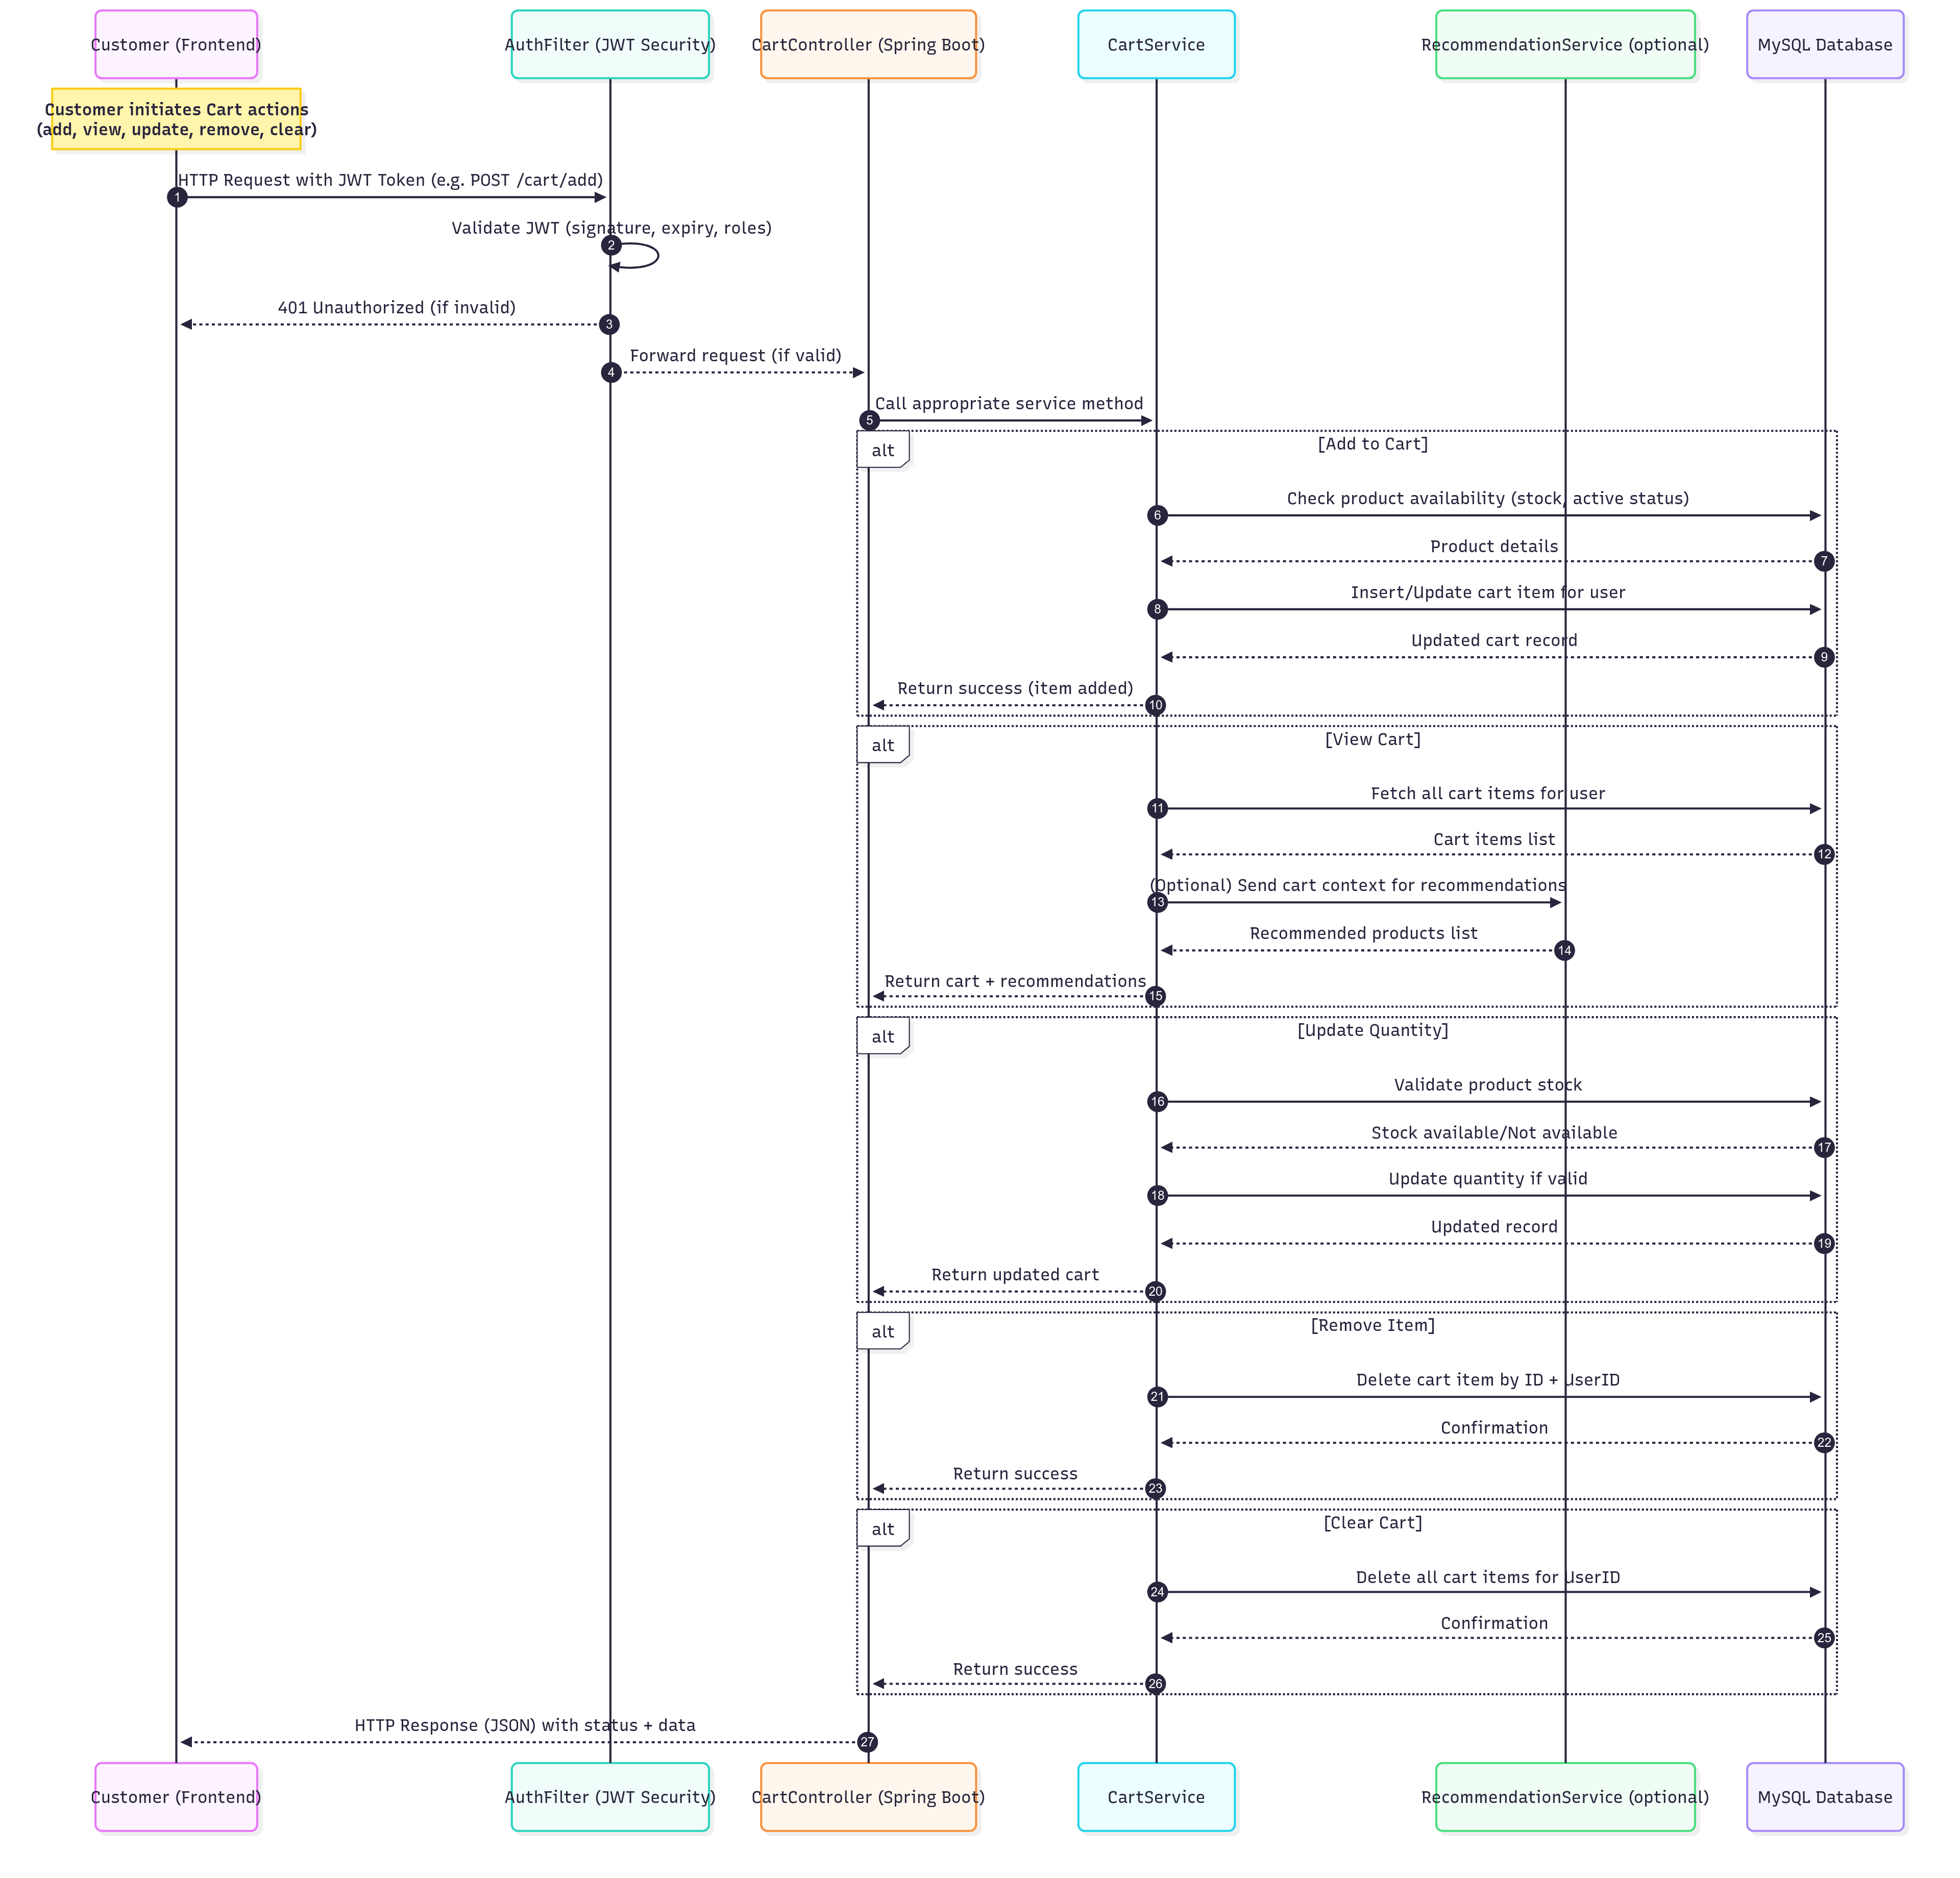 Customer (Frontend)
AuthFilter (JWT Security)
CartController (Spring Boot)
CartService
RecommendationService (optional)
MySQL Database
Customer initiates Cart actions
(add, view, update, remove, clear)
HTTP Request with JWT Token (e.g. POST /cart/add)
1
Validate JWT (signature, expiry, roles)
2
401 Unauthorized (if invalid)
3
Forward request (if valid)
4
Call appropriate service method
5
alt
[Add to Cart]
Check product availability (stock, active status)
6
Product details
7
Insert/Update cart item for user
8
Updated cart record
9
Return success (item added)
10
alt
[View Cart]
Fetch all cart items for user
11
Cart items list
12
(Optional) Send cart context for recommendations
13
Recommended products list
14
Return cart + recommendations
15
alt
[Update Quantity]
Validate product stock
16
Stock available/Not available
17
Update quantity if valid
18
Updated record
19
Return updated cart
20
alt
[Remove Item]
Delete cart item by ID + UserID
21
Confirmation
22
Return success
23
alt
[Clear Cart]
Delete all cart items for UserID
24
Confirmation
25
Return success
26
HTTP Response (JSON) with status + data
27
Customer (Frontend)
AuthFilter (JWT Security)
CartController (Spring Boot)
CartService
RecommendationService (optional)
MySQL Database